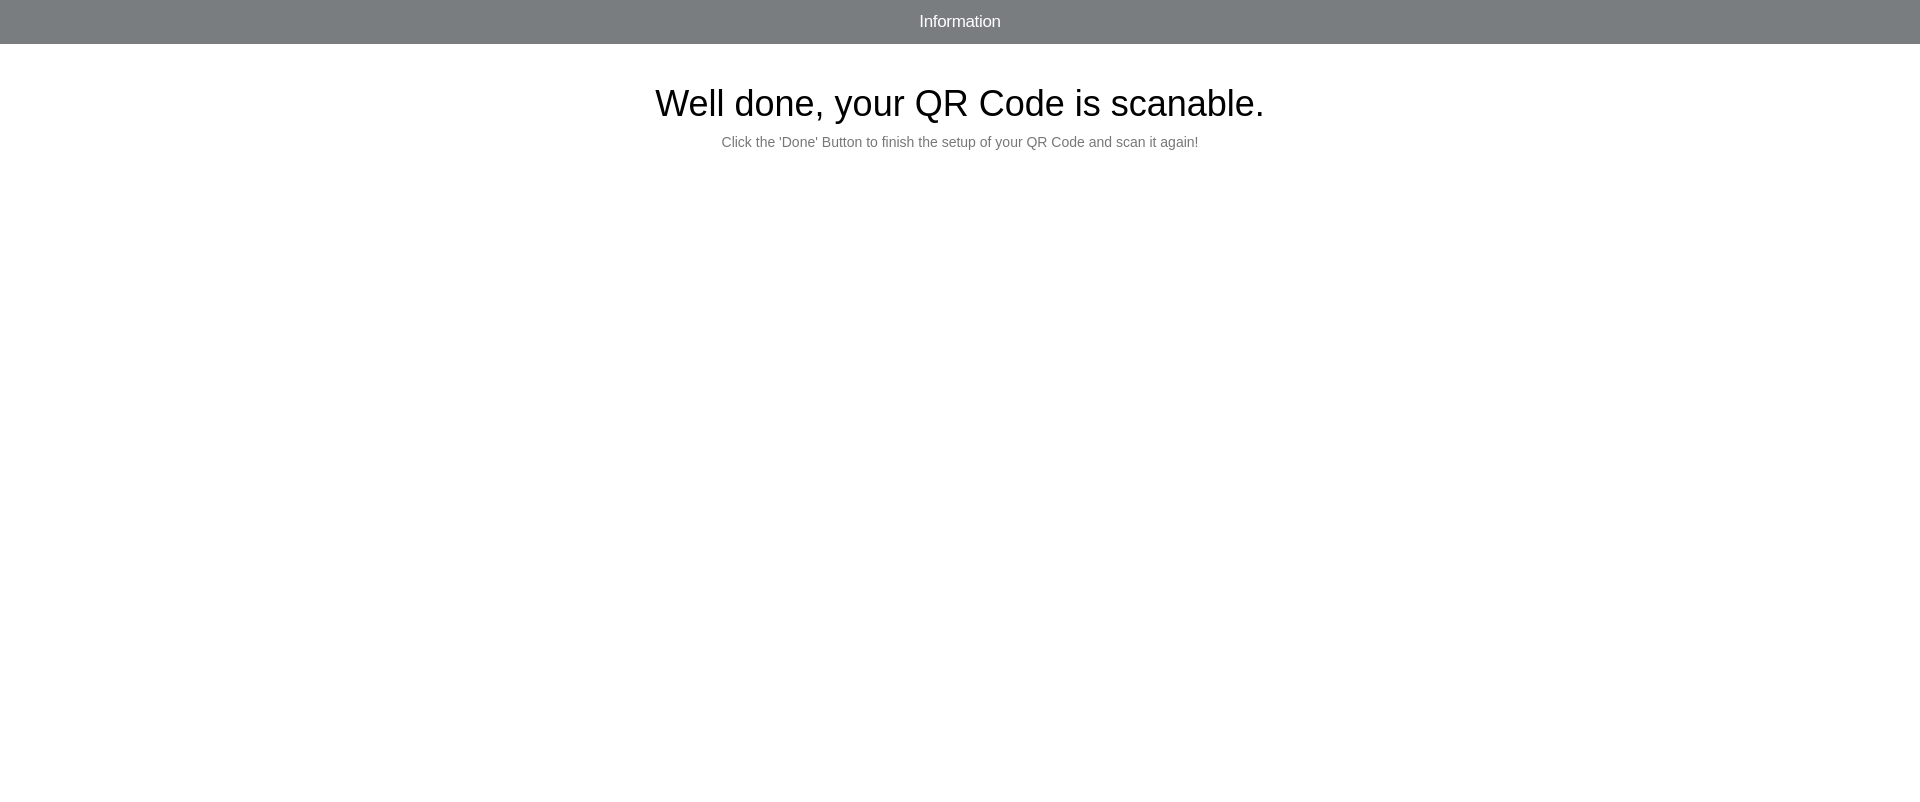 Information
Well done, your QR Code is scanable.
Click the 'Done' Button to finish the setup of your QR Code and scan it again!